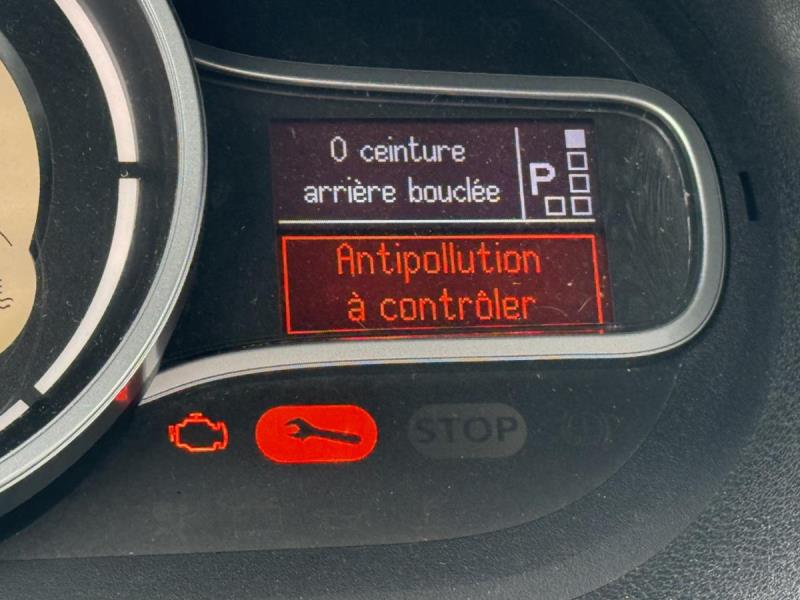 0 ceinture
arrière bouclée
P
Antipollution
à contrôler
STOP